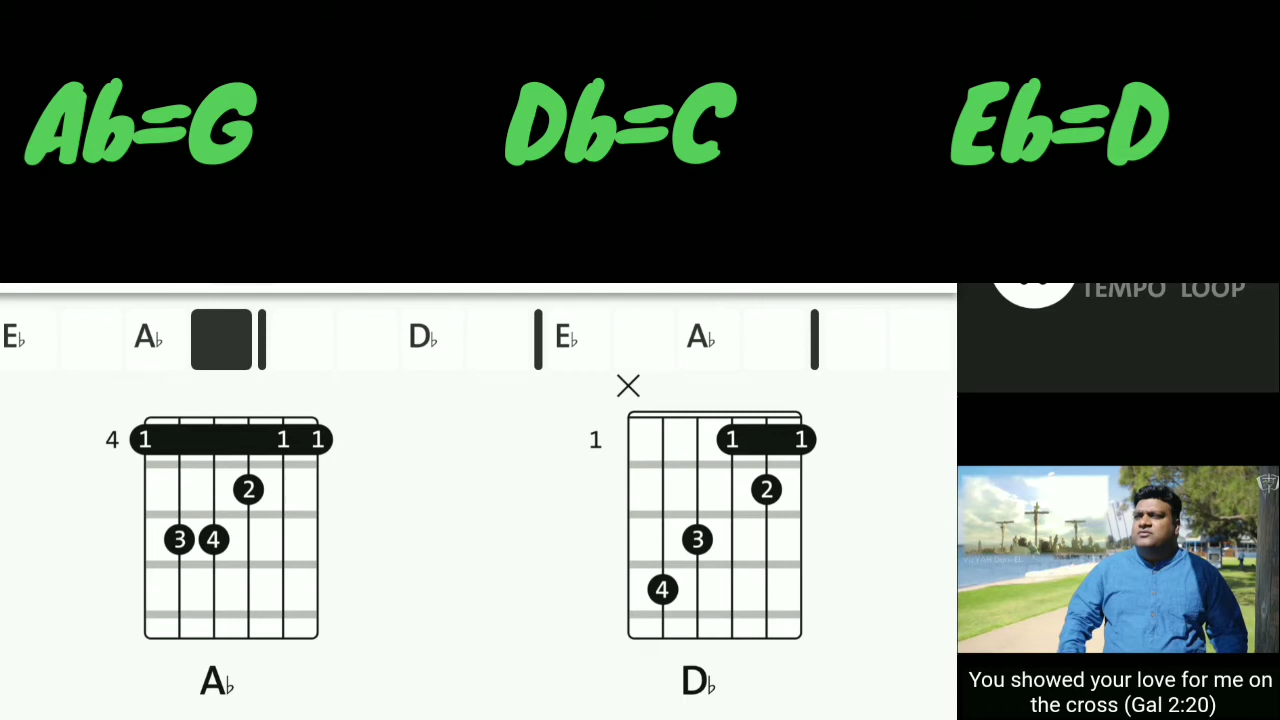 Ab=G Db=C Eb=D
TEMPO LOOP
E♭ A♭ D♭ E♭ A♭
4 1 1 1
2
3 4
A♭
1 1 1
2
3
4
D♭
You showed your love for me on
the cross (Gal 2:20)